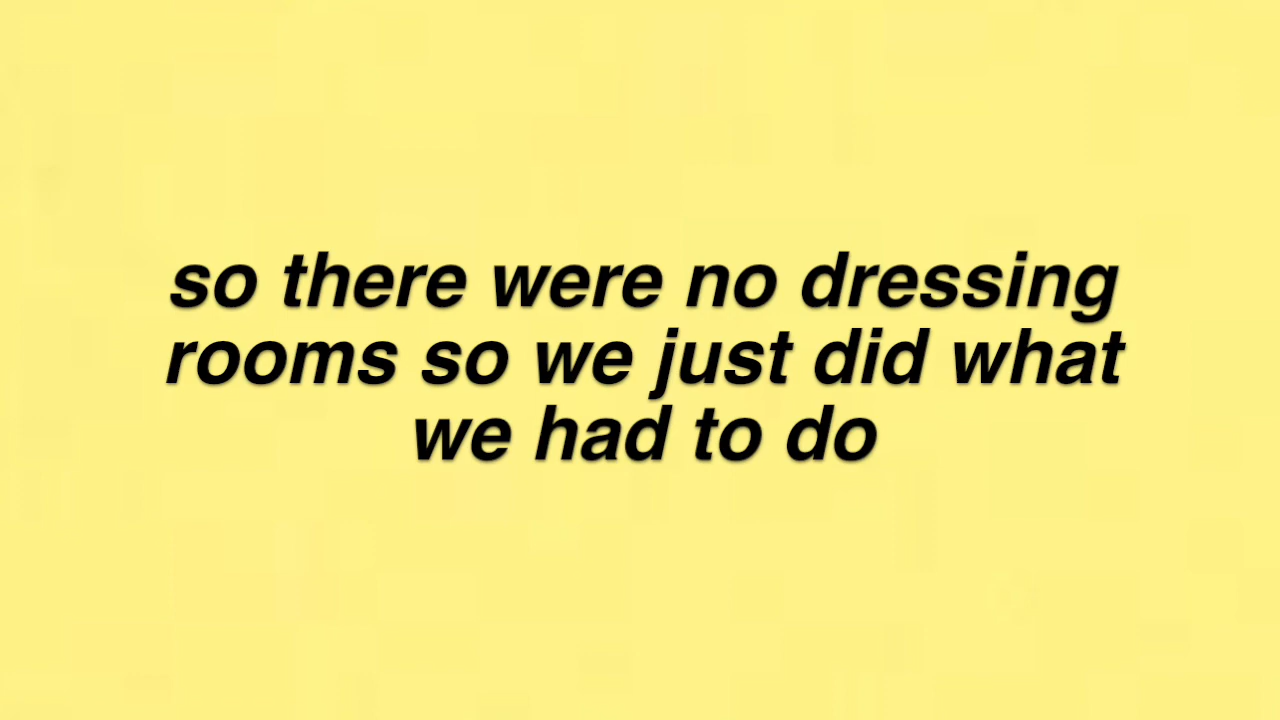 so there were no dressing
rooms so we just did what
we had to do